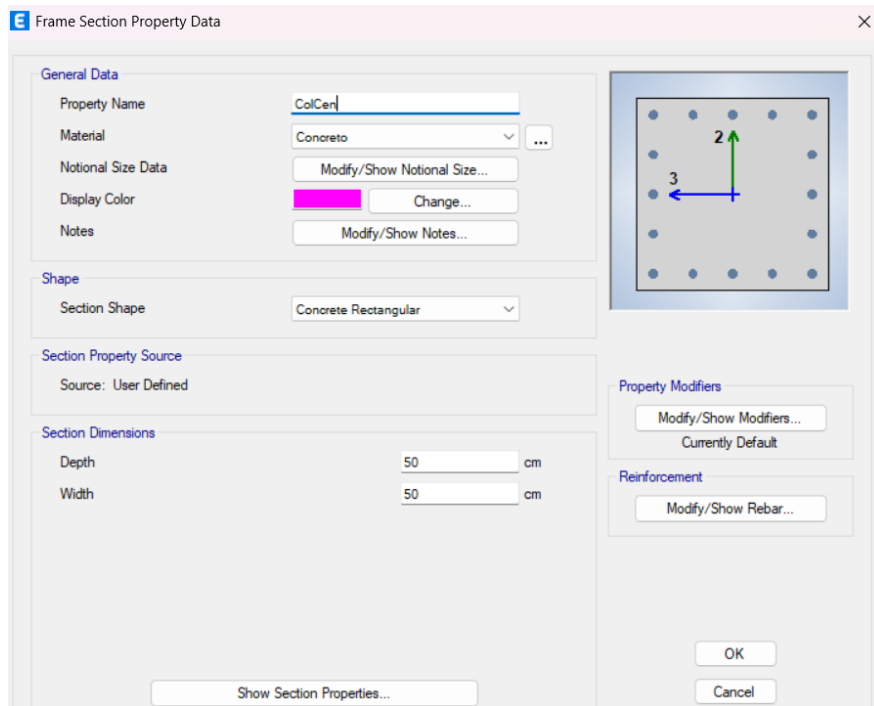 E Frame Section Property Data
General Data
Property Name ColCen
Material Concreto ...
Notional Size Data Modify/Show Notional Size...
Display Color Change...
Notes Modify/Show Notes...
2
3
Shape
Section Shape Concrete Rectangular
Section Property Source
Source: User Defined
Property Modifiers
Modify/Show Modifiers...
Currently Default
Section Dimensions
Depth 50 cm
Width 50 cm
Reinforcement
Modify/Show Rebar...
OK
Show Section Properties...
Cancel